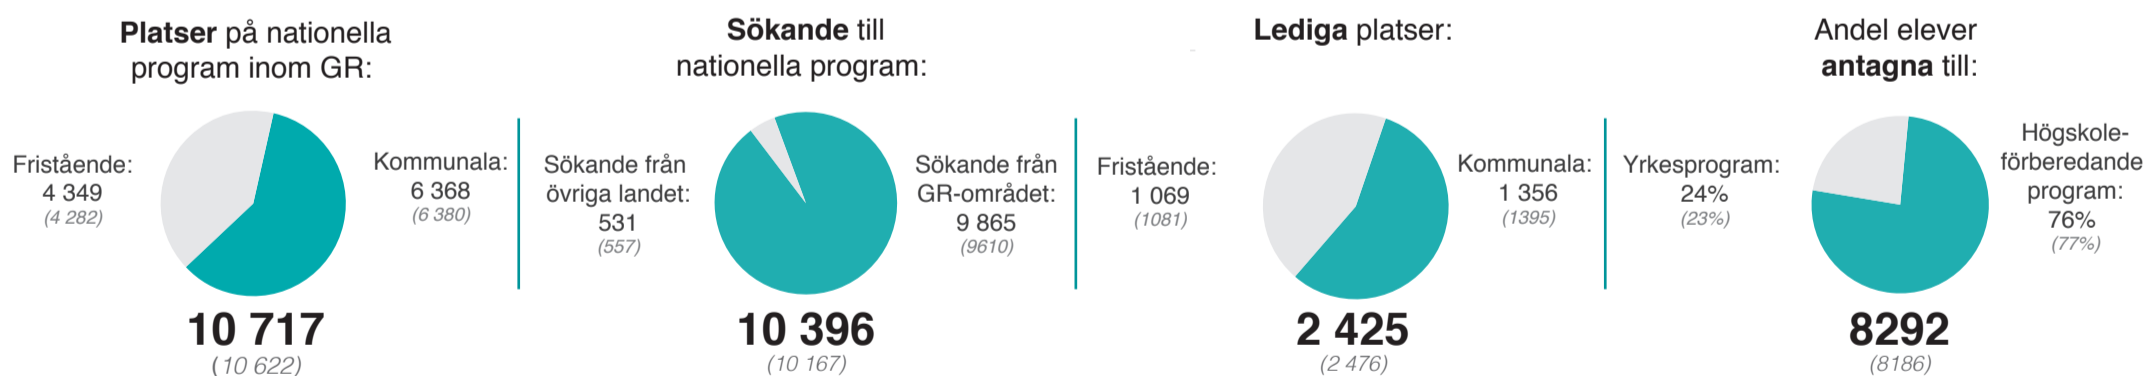 Platser på nationella
program inom GR:
Fristående:
4 349
(4 282)
Kommunala:
6 368
(6 380)
10 717
(10 622)
Sökande till
nationella program:
Sökande från
övriga landet:
531
(557)
Sökande från
GR-området:
9 865
(9610)
10 396
(10 167)
Lediga platser:
Fristående:
1 069
(1081)
Kommunala:
1 356
(1395)
2 425
(2 476)
Andel elever
antagna till:
Yrkesprogram:
24%
(23%)
Högskole-
förberedande
program:
76%
(77%)
8292
(8186)